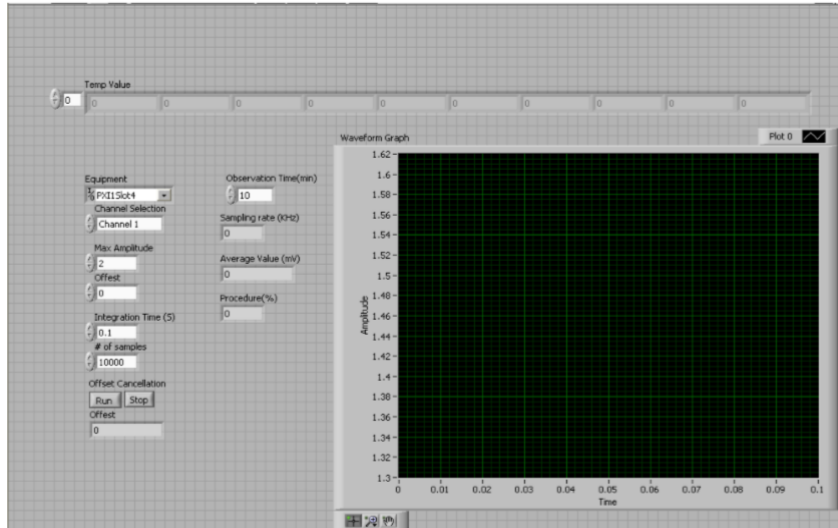 Temp Value
0 0 0 0 0 0 0 0 0 0 0
Waveform Graph
Plot 0
Equipment
PXI1Slot4
Channel Selection
Channel 1
Max Amplitude
2
Offest
0
Integration Time (S)
0.1
# of samples
10000
Offset Cancellation
Run Stop
Offest
0
Observation Time(min)
10
Sampling rate (KHz)
0
Average Value (mV)
0
Procedure(%)
0
Amplitude
1.62
1.6
1.58
1.56
1.54
1.52
1.5
1.48
1.46
1.44
1.42
1.4
1.38
1.36
1.34
1.32
1.3
0 0.01 0.02 0.03 0.04 0.05 0.06 0.07 0.08 0.09 0.1
Time